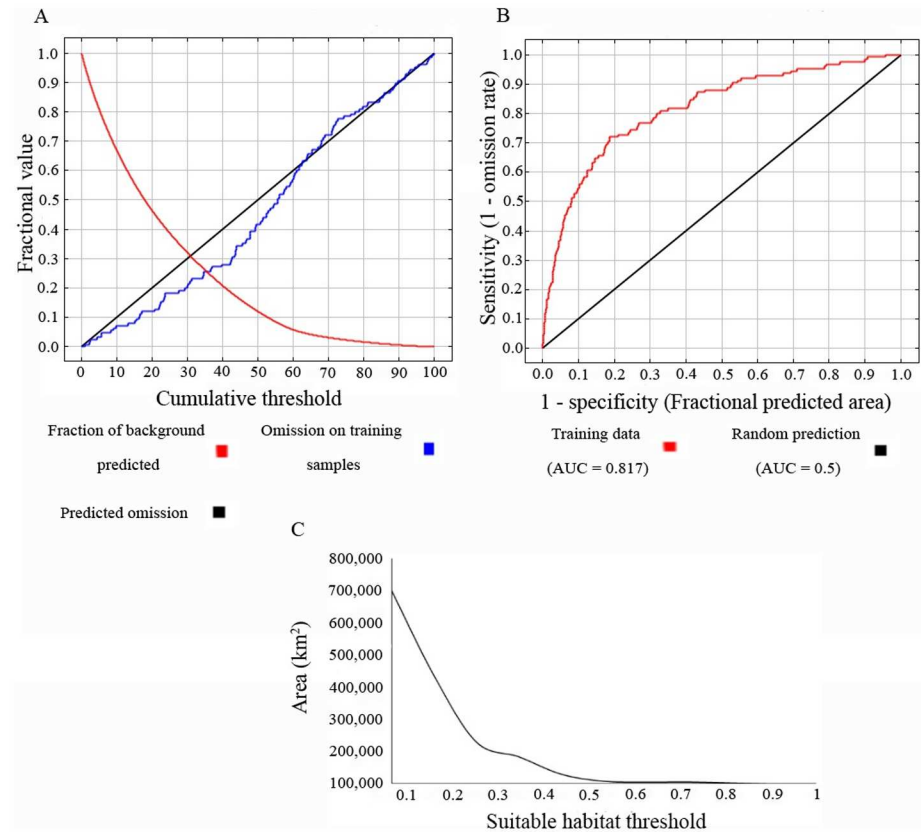 A
1.0
0.9
0.8
0.7
0.6
0.5
0.4
0.3
0.2
0.1
0.0
Fractional value
0 10 20 30 40 50 60 70 80 90 100
Cumulative threshold
Fraction of background
predicted
Omission on training
samples
Predicted omission
B
1.0
0.9
0.8
0.7
0.6
0.5
0.4
0.3
0.2
0.1
0.0
Sensitivity (1 - omission rate)
0.0 0.1 0.2 0.3 0.4 0.5 0.6 0.7 0.8 0.9 1.0
1 - specificity (Fractional predicted area)
Training data
(AUC = 0.817)
Random prediction
(AUC = 0.5)
C
800,000
700,000
600,000
500,000
400,000
300,000
200,000
100,000
Area (km²)
0.1 0.2 0.3 0.4 0.5 0.6 0.7 0.8 0.9 1
Suitable habitat threshold